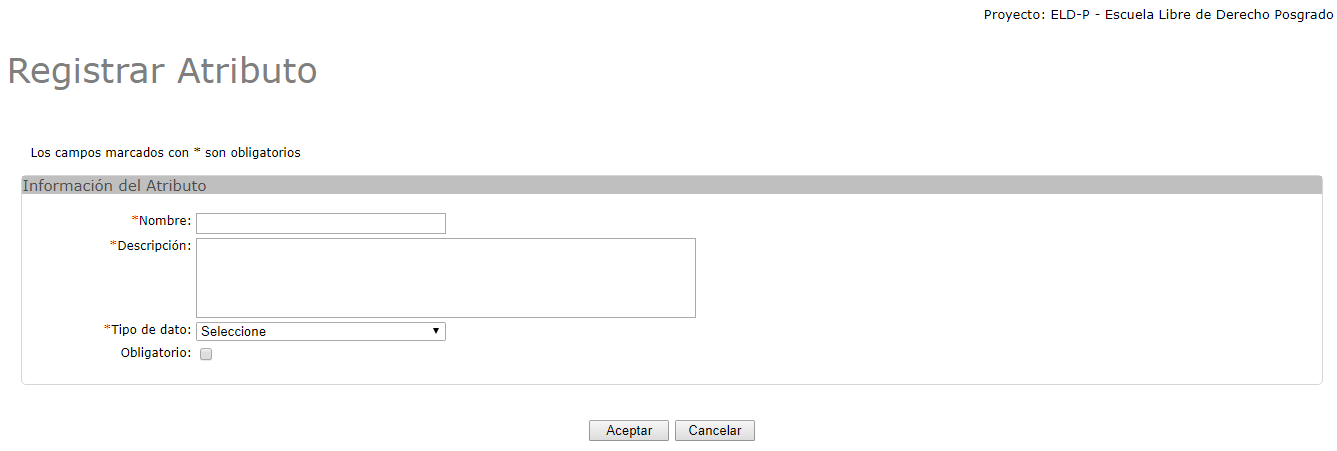 Proyecto: ELD-P - Escuela Libre de Derecho Posgrado
Registrar Atributo
Los campos marcados con * son obligatorios
Información del Atributo
*Nombre:
*Descripción:
*Tipo de dato: Seleccione
Obligatorio:
Aceptar Cancelar